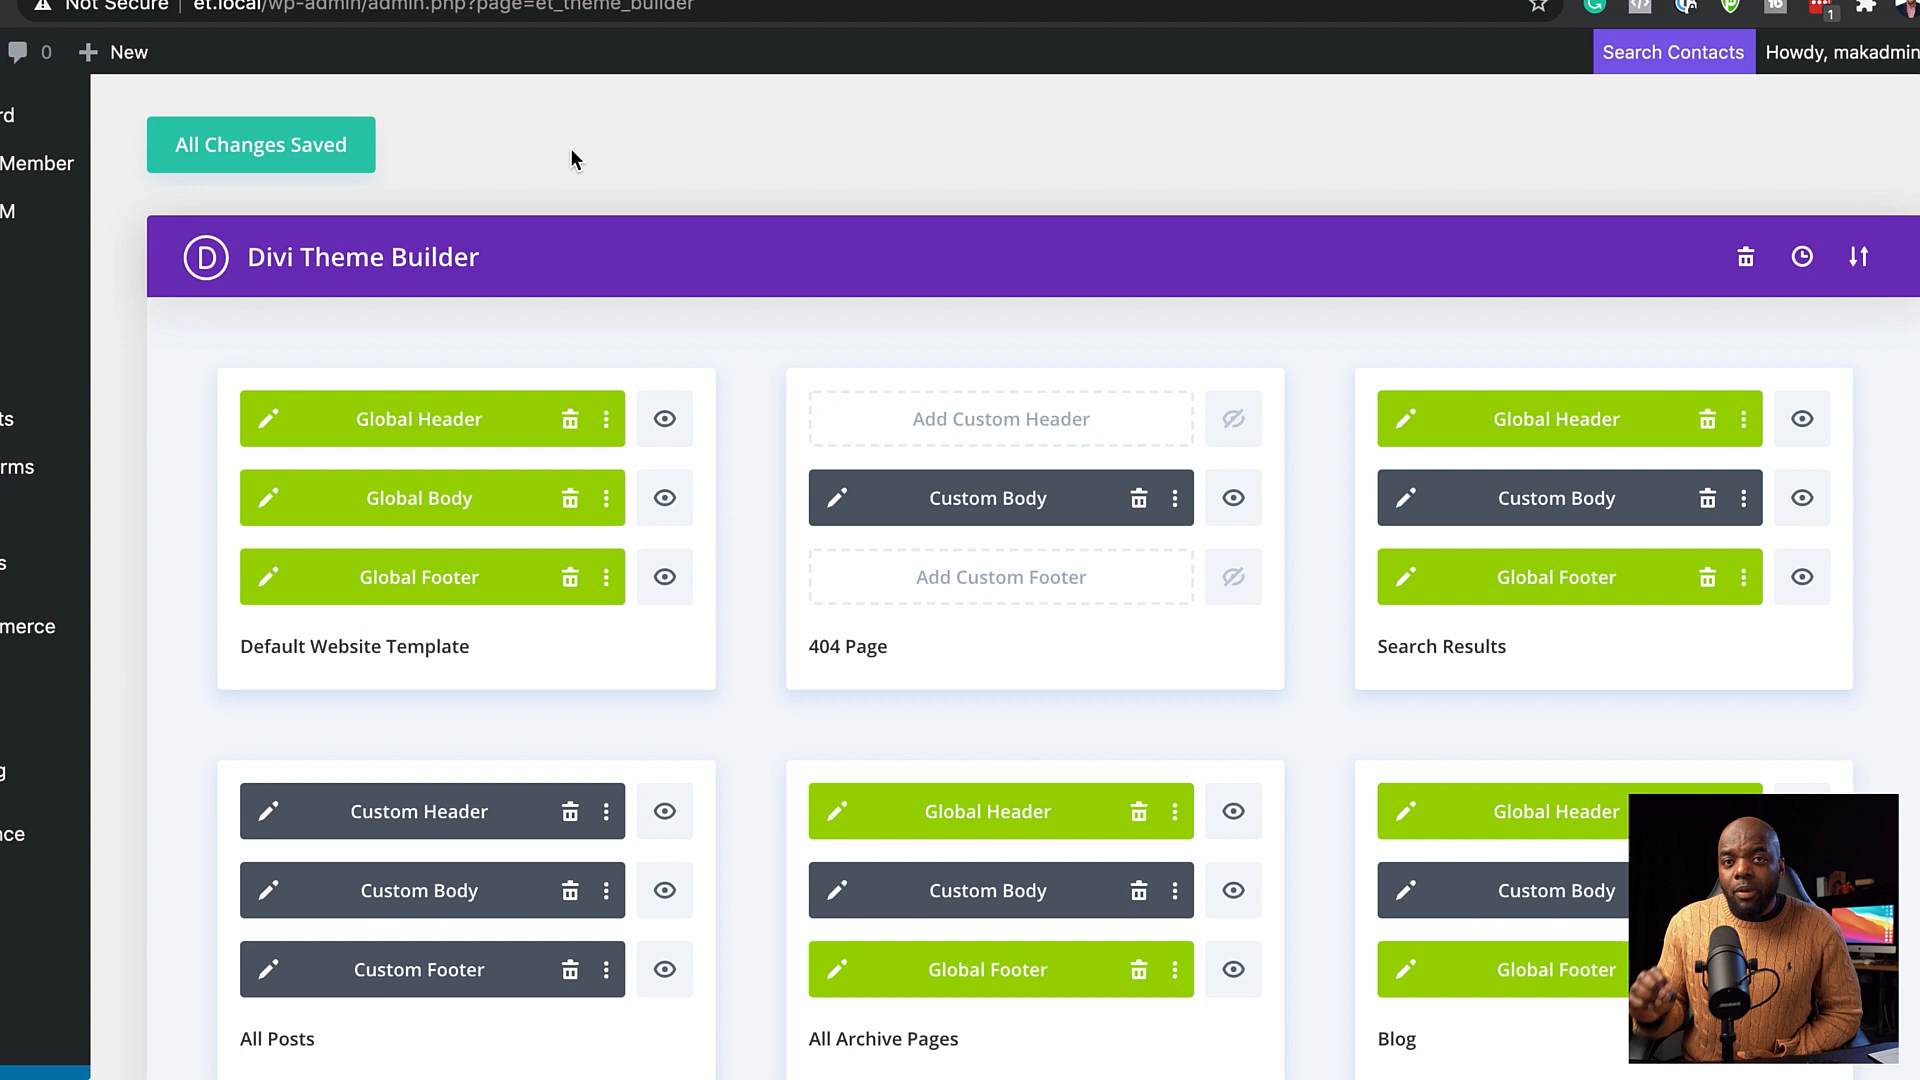 Not Secure | et.local/wp-admin/admin.php?page=et_theme_builder
1
0 New
Search Contacts
Howdy, makadmin
rd
Member
M
ts
rms
s
merce
g
nce
All Changes Saved
Divi Theme Builder
Global Header
Global Body
Global Footer
Default Website Template
Add Custom Header
Custom Body
Add Custom Footer
404 Page
Global Header
Custom Body
Global Footer
Search Results
Custom Header
Custom Body
Custom Footer
All Posts
Global Header
Custom Body
Global Footer
All Archive Pages
Global Header
Custom Body
Global Footer
Blog